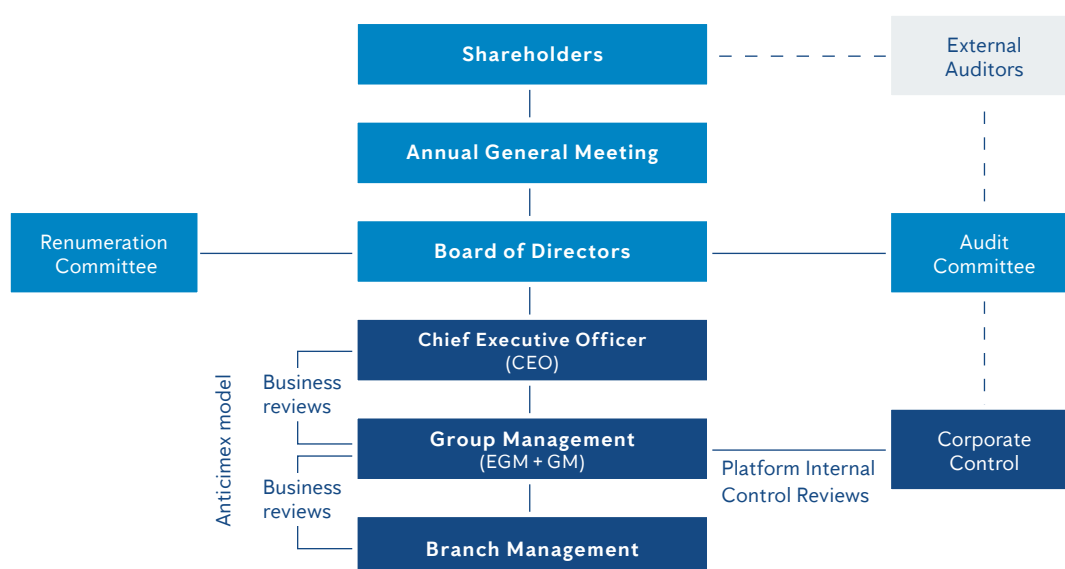 Shareholders
External
Auditors
Annual General Meeting
Renumeration
Committee
Board of Directors
Audit
Committee
Chief Executive Officer
(CEO)
Anticimex model
Business
reviews
Group Management
(EGM + GM)
Platform Internal
Control Reviews
Corporate
Control
Business
reviews
Branch Management